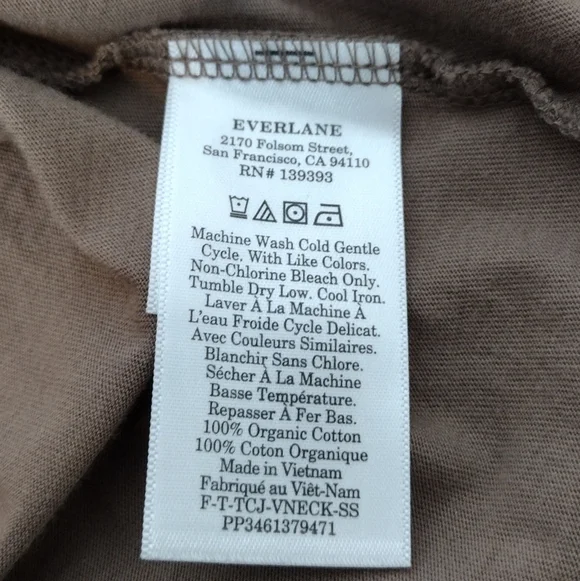 EVERLANE
2170 Folsom Street,
San Francisco, CA 94110
RN# 139393
Machine Wash Cold Gentle
Cycle, With Like Colors.
Non-Chlorine Bleach Only.
Tumble Dry Low. Cool Iron.
Laver À La Machine À
L'eau Froide Cycle Delicat.
Avec Couleurs Similaires.
Blanchir Sans Chlore.
Sécher À La Machine
Basse Température.
Repasser À Fer Bas.
100% Organic Cotton
100% Coton Organique
Made in Vietnam
Fabriqué au Viêt-Nam
F-T-TCJ-VNECK-SS
PP3461379471